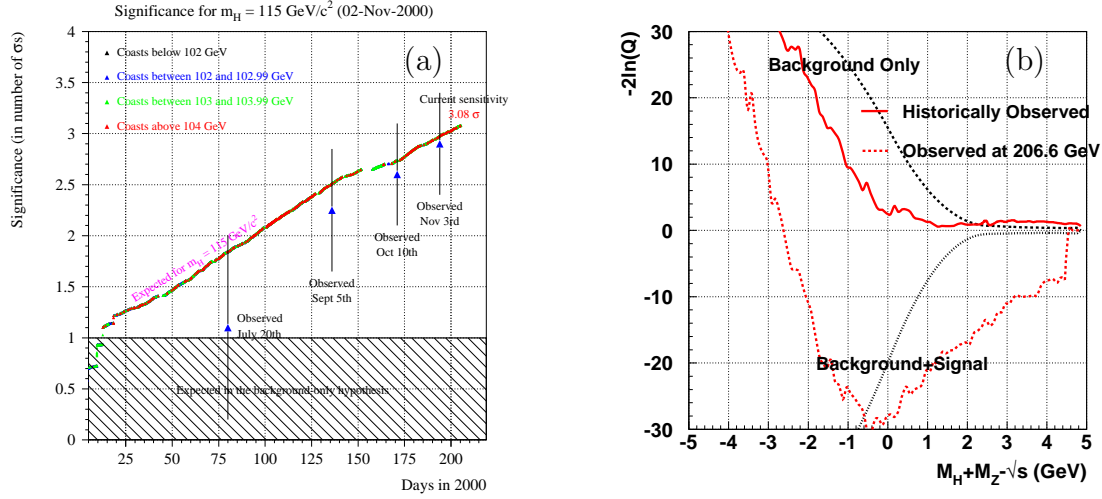 Significance for m_H = 115 GeV/c² (02-Nov-2000)
Significance (in number of σs)
4
3.5
3
2.5
2
1.5
1
0.5
0
(a)
Coasts below 102 GeV
Coasts between 102 and 102.99 GeV
Coasts between 103 and 103.99 GeV
Coasts above 104 GeV
Current sensitivity
3.08 σ
Expected for m_H = 115 GeV/c²
Observed
Nov 3rd
Observed
Oct 10th
Observed
Sept 5th
Observed
July 20th
Expected in the background-only hypothesis
25 50 75 100 125 150 175 200
Days in 2000
-2ln(Q)
30
20
10
0
-10
-20
-30
(b)
Background Only
Historically Observed
Observed at 206.6 GeV
Background+Signal
-5 -4 -3 -2 -1 0 1 2 3 4 5
M_H+M_Z-√s (GeV)